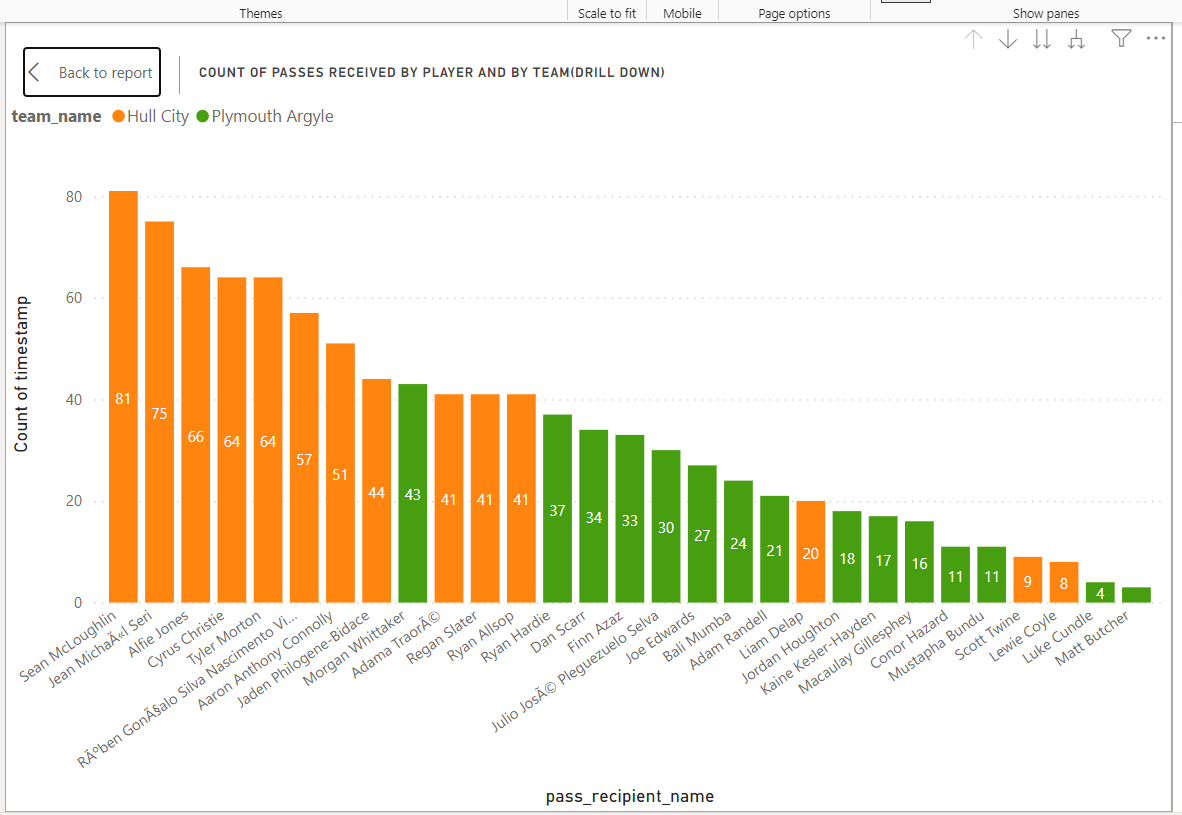 Themes
Scale to fit
Mobile
Page options
Show panes
Back to report
COUNT OF PASSES RECEIVED BY PLAYER AND BY TEAM(DRILL DOWN)
team_name Hull City Plymouth Argyle
Count of timestamp
80
60
40
20
0
81
75
66
64
64
57
51
44
43
41
41
41
37
34
33
30
27
24
21
20
18
17
16
11
11
9
8
4
Sean McLoughlin
Jean MichaÃ«l Seri
Alfie Jones
Cyrus Christie
Tyler Morton
RÃºben GonÃ§alo Silva Nascimento Vi...
Aaron Anthony Connolly
Jaden Philogene-Bidace
Morgan Whittaker
Adama TraorÃ©
Regan Slater
Ryan Allsop
Ryan Hardie
Dan Scarr
Finn Azaz
Julio JosÃ© Pleguezuelo Selva
Joe Edwards
Bali Mumba
Adam Randell
Liam Delap
Jordan Houghton
Kaine Kesler-Hayden
Macaulay Gillesphey
Conor Hazard
Mustapha Bundu
Scott Twine
Lewie Coyle
Luke Cundle
Matt Butcher
pass_recipient_name